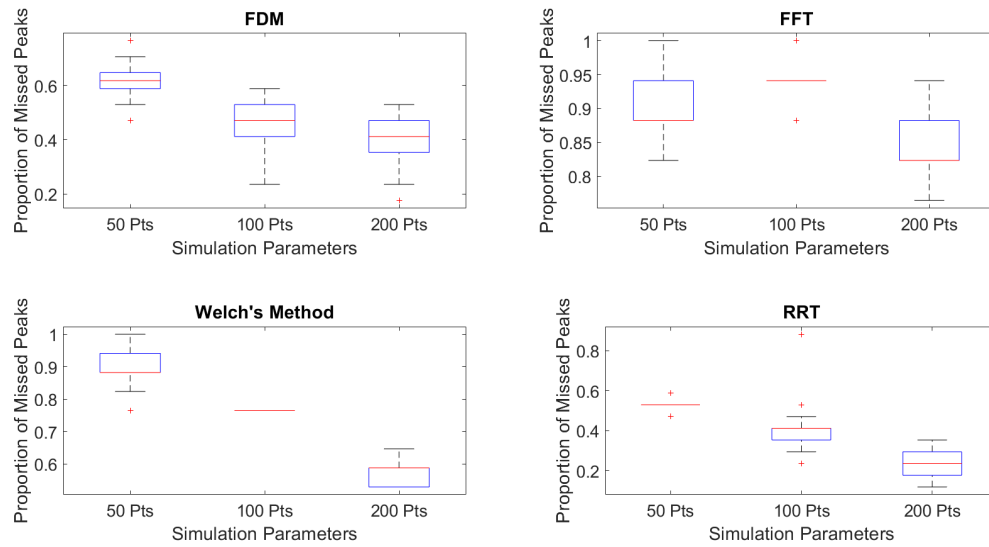 FDM
Proportion of Missed Peaks
0.6
0.4
0.2
50 Pts
100 Pts
200 Pts
Simulation Parameters
FFT
Proportion of Missed Peaks
1
0.95
0.9
0.85
0.8
50 Pts
100 Pts
200 Pts
Simulation Parameters
Welch's Method
Proportion of Missed Peaks
1
0.9
0.8
0.7
0.6
50 Pts
100 Pts
200 Pts
Simulation Parameters
RRT
Proportion of Missed Peaks
0.8
0.6
0.4
0.2
50 Pts
100 Pts
200 Pts
Simulation Parameters